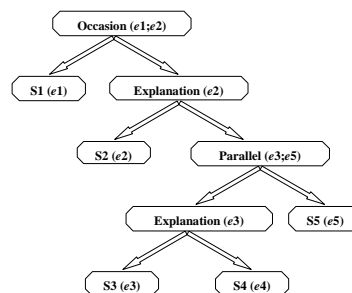 Occasion (e1;e2)
S1 (e1)
Explanation (e2)
S2 (e2)
Parallel (e3;e5)
Explanation (e3)
S5 (e5)
S3 (e3)
S4 (e4)